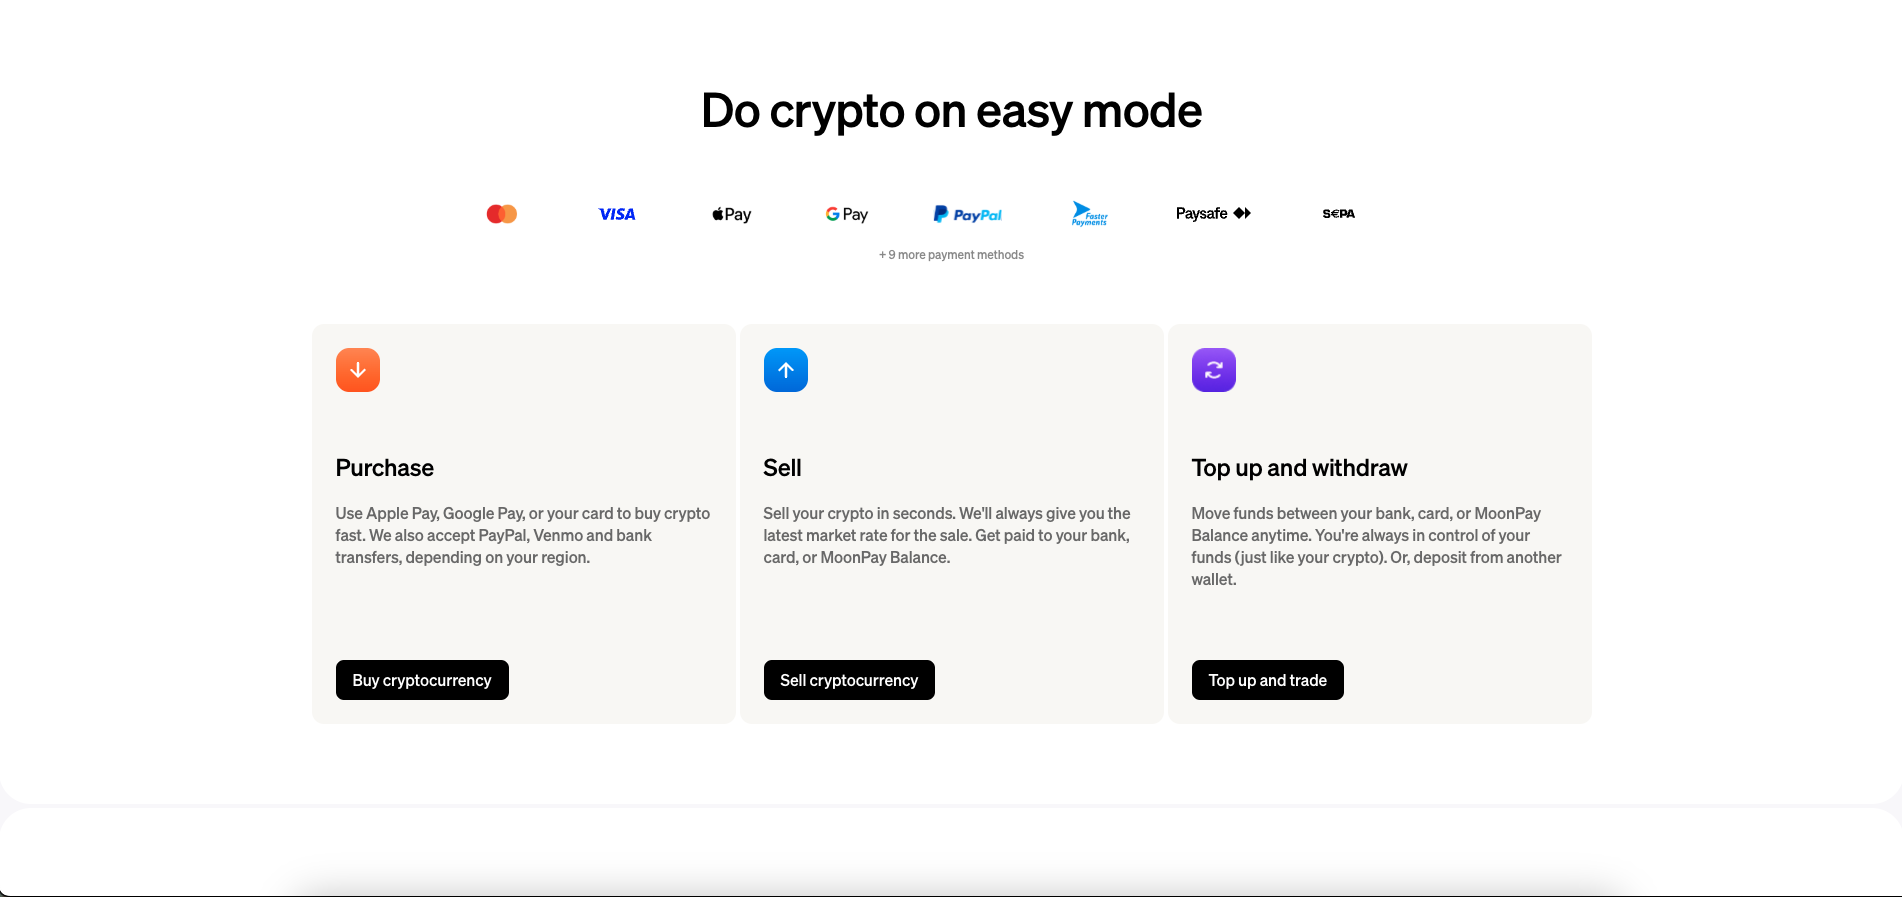 Do crypto on easy mode
VISA
Pay
G Pay
PayPal
Faster
Payments
Paysafe
S€PA
+ 9 more payment methods
Purchase
Use Apple Pay, Google Pay, or your card to buy crypto
fast. We also accept PayPal, Venmo and bank
transfers, depending on your region.
Buy cryptocurrency
Sell
Sell your crypto in seconds. We'll always give you the
latest market rate for the sale. Get paid to your bank,
card, or MoonPay Balance.
Sell cryptocurrency
Top up and withdraw
Move funds between your bank, card, or MoonPay
Balance anytime. You're always in control of your
funds (just like your crypto). Or, deposit from another
wallet.
Top up and trade